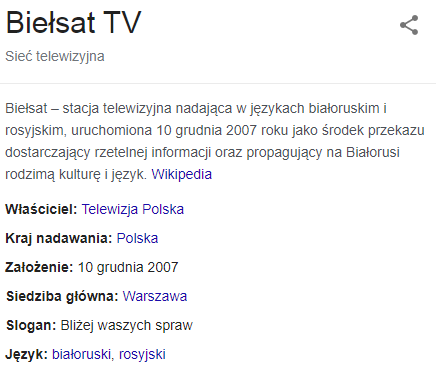 Biełsat TV
Sieć telewizyjna
Biełsat – stacja telewizyjna nadająca w językach białoruskim i
rosyjskim, uruchomiona 10 grudnia 2007 roku jako środek przekazu
dostarczający rzetelnej informacji oraz propagujący na Białorusi
rodzimą kulturę i język. Wikipedia
Właściciel: Telewizja Polska
Kraj nadawania: Polska
Założenie: 10 grudnia 2007
Siedziba główna: Warszawa
Slogan: Bliżej waszych spraw
Język: białoruski, rosyjski